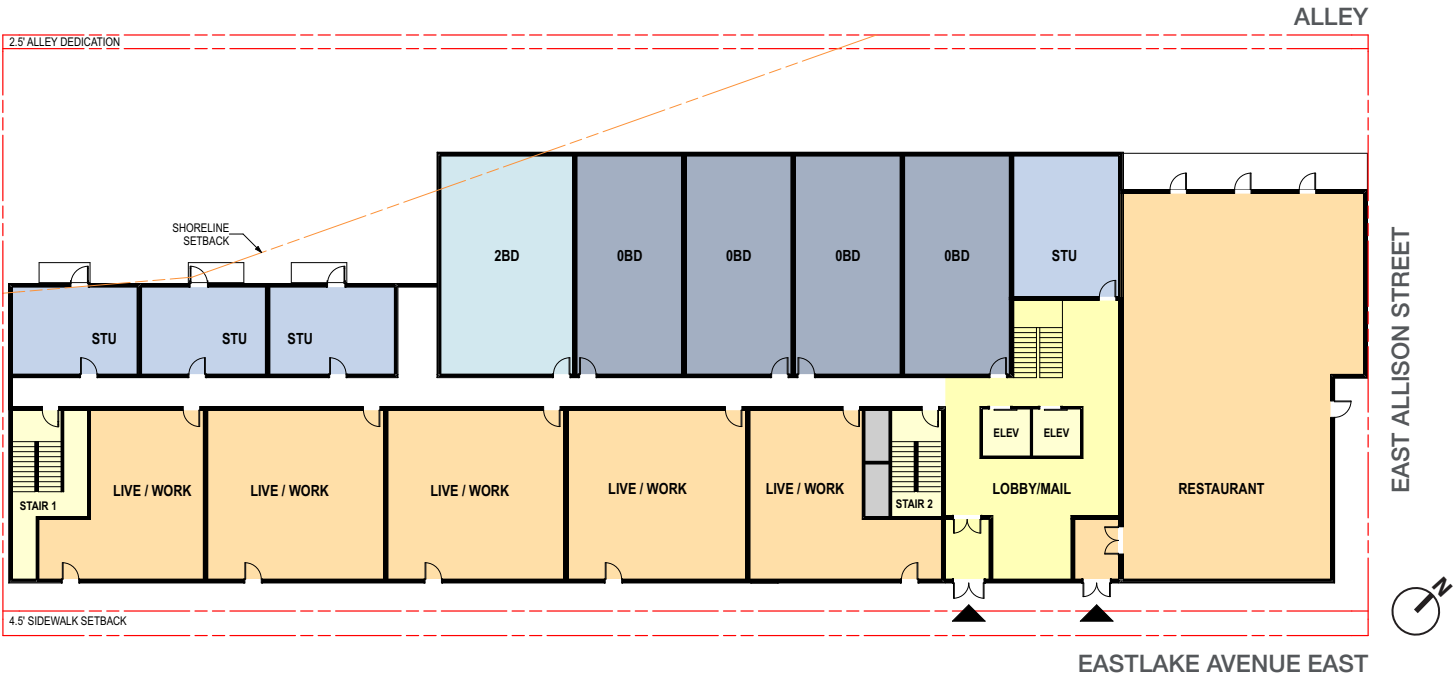 ALLEY
2.5' ALLEY DEDICATION
SHORELINE
SETBACK
2BD
0BD
0BD
0BD
0BD
STU
STU
STU
STU
EAST ALLISON STREET
ELEV
ELEV
LIVE / WORK
LIVE / WORK
LIVE / WORK
LIVE / WORK
LIVE / WORK
LOBBY/MAIL
RESTAURANT
STAIR 1
STAIR 2
N
4.5' SIDEWALK SETBACK
EASTLAKE AVENUE EAST